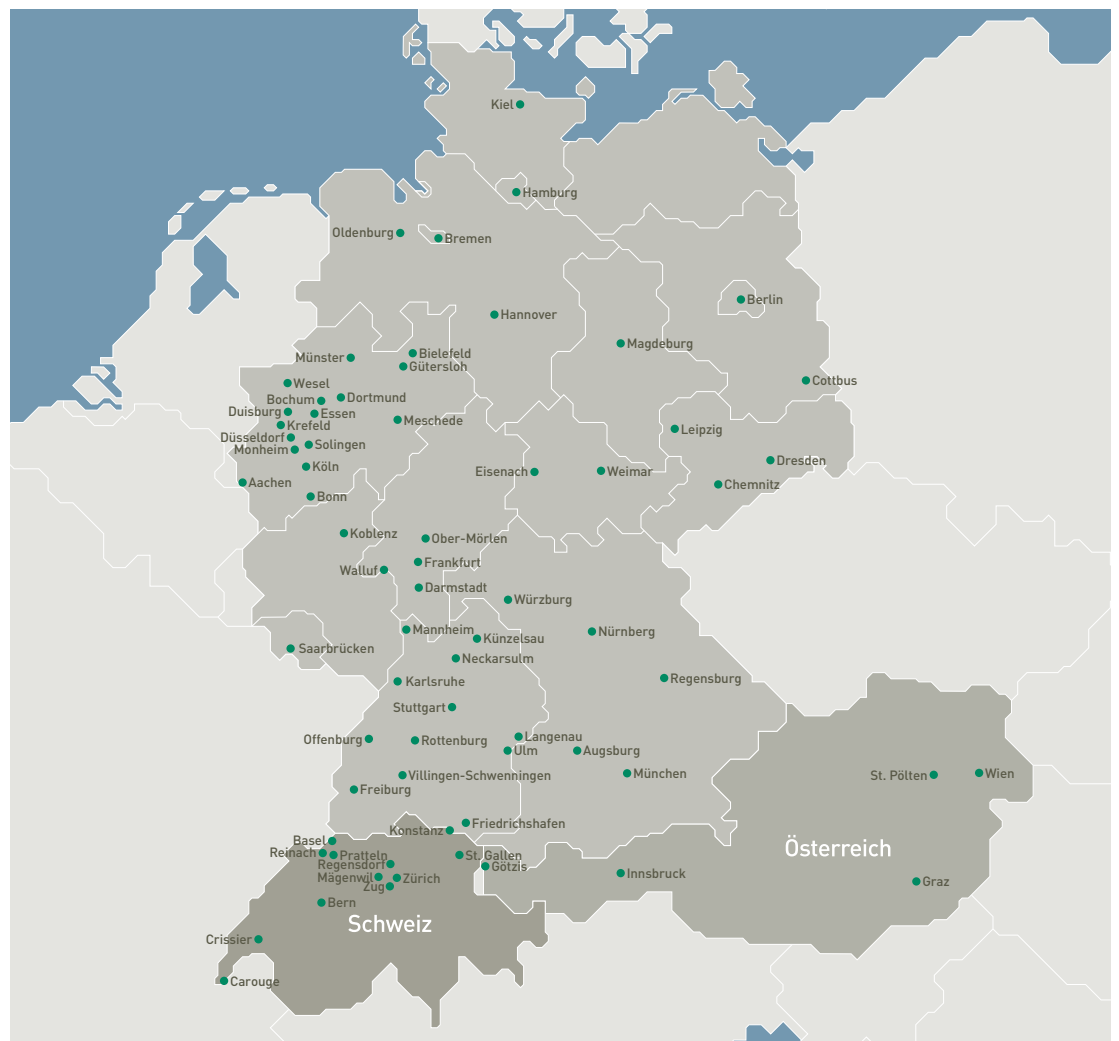 Kiel
Hamburg
Oldenburg
Bremen
Berlin
Hannover
Magdeburg
Münster
Bielefeld
Gütersloh
Cottbus
Wesel
Bochum
Dortmund
Duisburg
Essen
Meschede
Krefeld
Leipzig
Düsseldorf
Solingen
Monheim
Dresden
Köln
Eisenach
Weimar
Aachen
Chemnitz
Bonn
Koblenz
Ober-Mörlen
Frankfurt
Walluf
Darmstadt
Würzburg
Mannheim
Nürnberg
Künzelsau
Saarbrücken
Neckarsulm
Regensburg
Karlsruhe
Stuttgart
Offenburg
Rottenburg
Langenau
Ulm
Augsburg
Villingen-Schwenningen
München
St. Pölten
Wien
Freiburg
Friedrichshafen
Konstanz
Basel
Österreich
Reinach
Pratteln
St. Gallen
Regensdorf
Götzis
Mägenwil
Zürich
Innsbruck
Zug
Graz
Bern
Schweiz
Crissier
Carouge